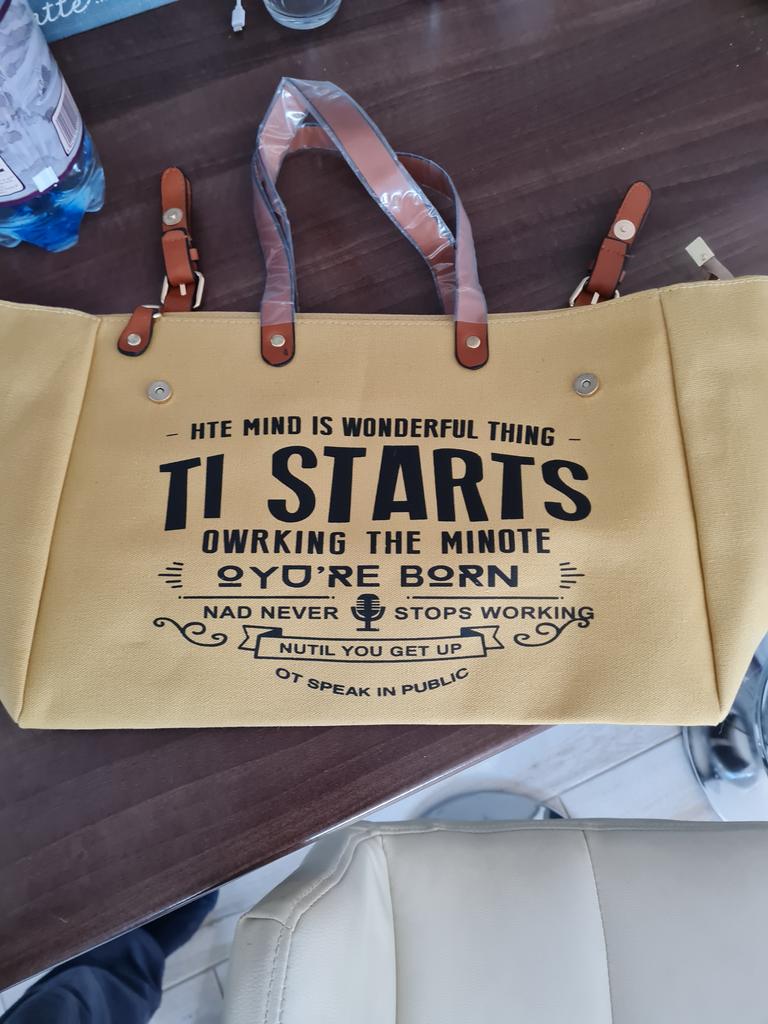 atte...
– HTE MIND IS WONDERFUL THING –
TI STARTS
OWRKING THE MINOTE
OYU'RE BORN
NAD NEVER STOPS WORKING
NUTIL YOU GET UP
OT SPEAK IN PUBLIC